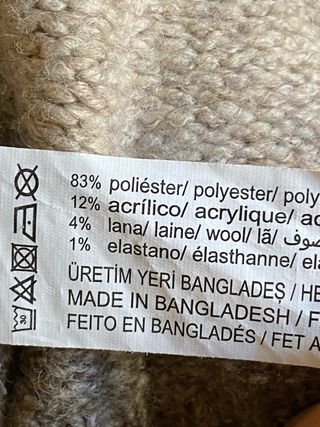 83% poliéster/ polyester/ poly
12% acrílico/ acrylique/ ac
4% lana/ laine/ wool/ lã/ صوف
1% elastano/ élasthanne/ ela
ÜRETİM YERİ BANGLADEŞ / HE
MADE IN BANGLADESH / F
FEITO EN BANGLADÉS / FET A
30